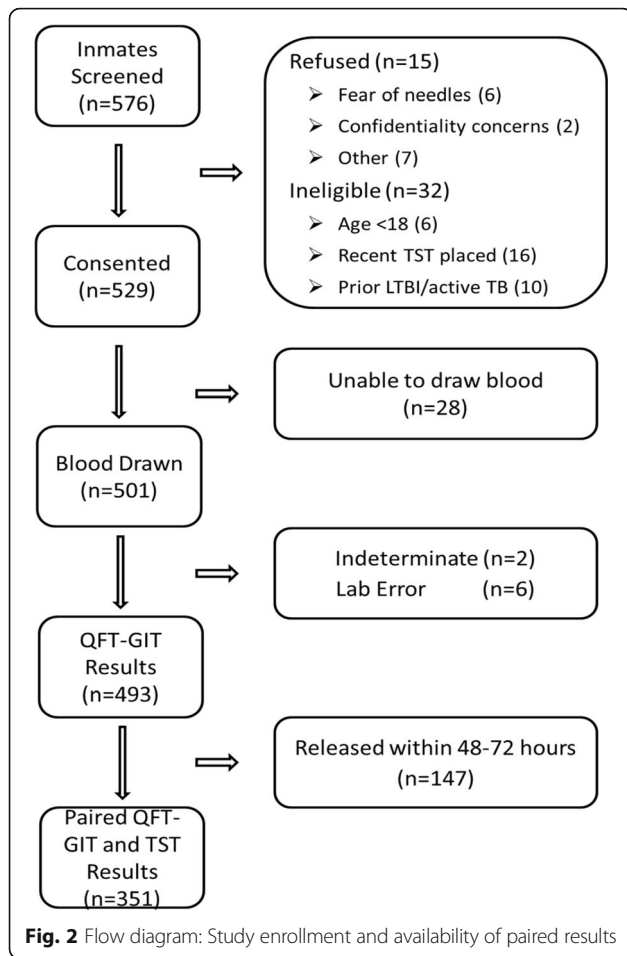 Inmates
Screened
(n=576)
Refused (n=15)
➢ Fear of needles (6)
➢ Confidentiality concerns (2)
➢ Other (7)
Ineligible (n=32)
➢ Age <18 (6)
➢ Recent TST placed (16)
➢ Prior LTBI/active TB (10)
Consented
(n=529)
Unable to draw blood
(n=28)
Blood Drawn
(n=501)
Indeterminate (n=2)
Lab Error (n=6)
QFT-GIT
Results
(n=493)
Released within 48-72 hours
(n=147)
Paired QFT-
GIT and TST
Results
(n=351)
Fig. 2 Flow diagram: Study enrollment and availability of paired results